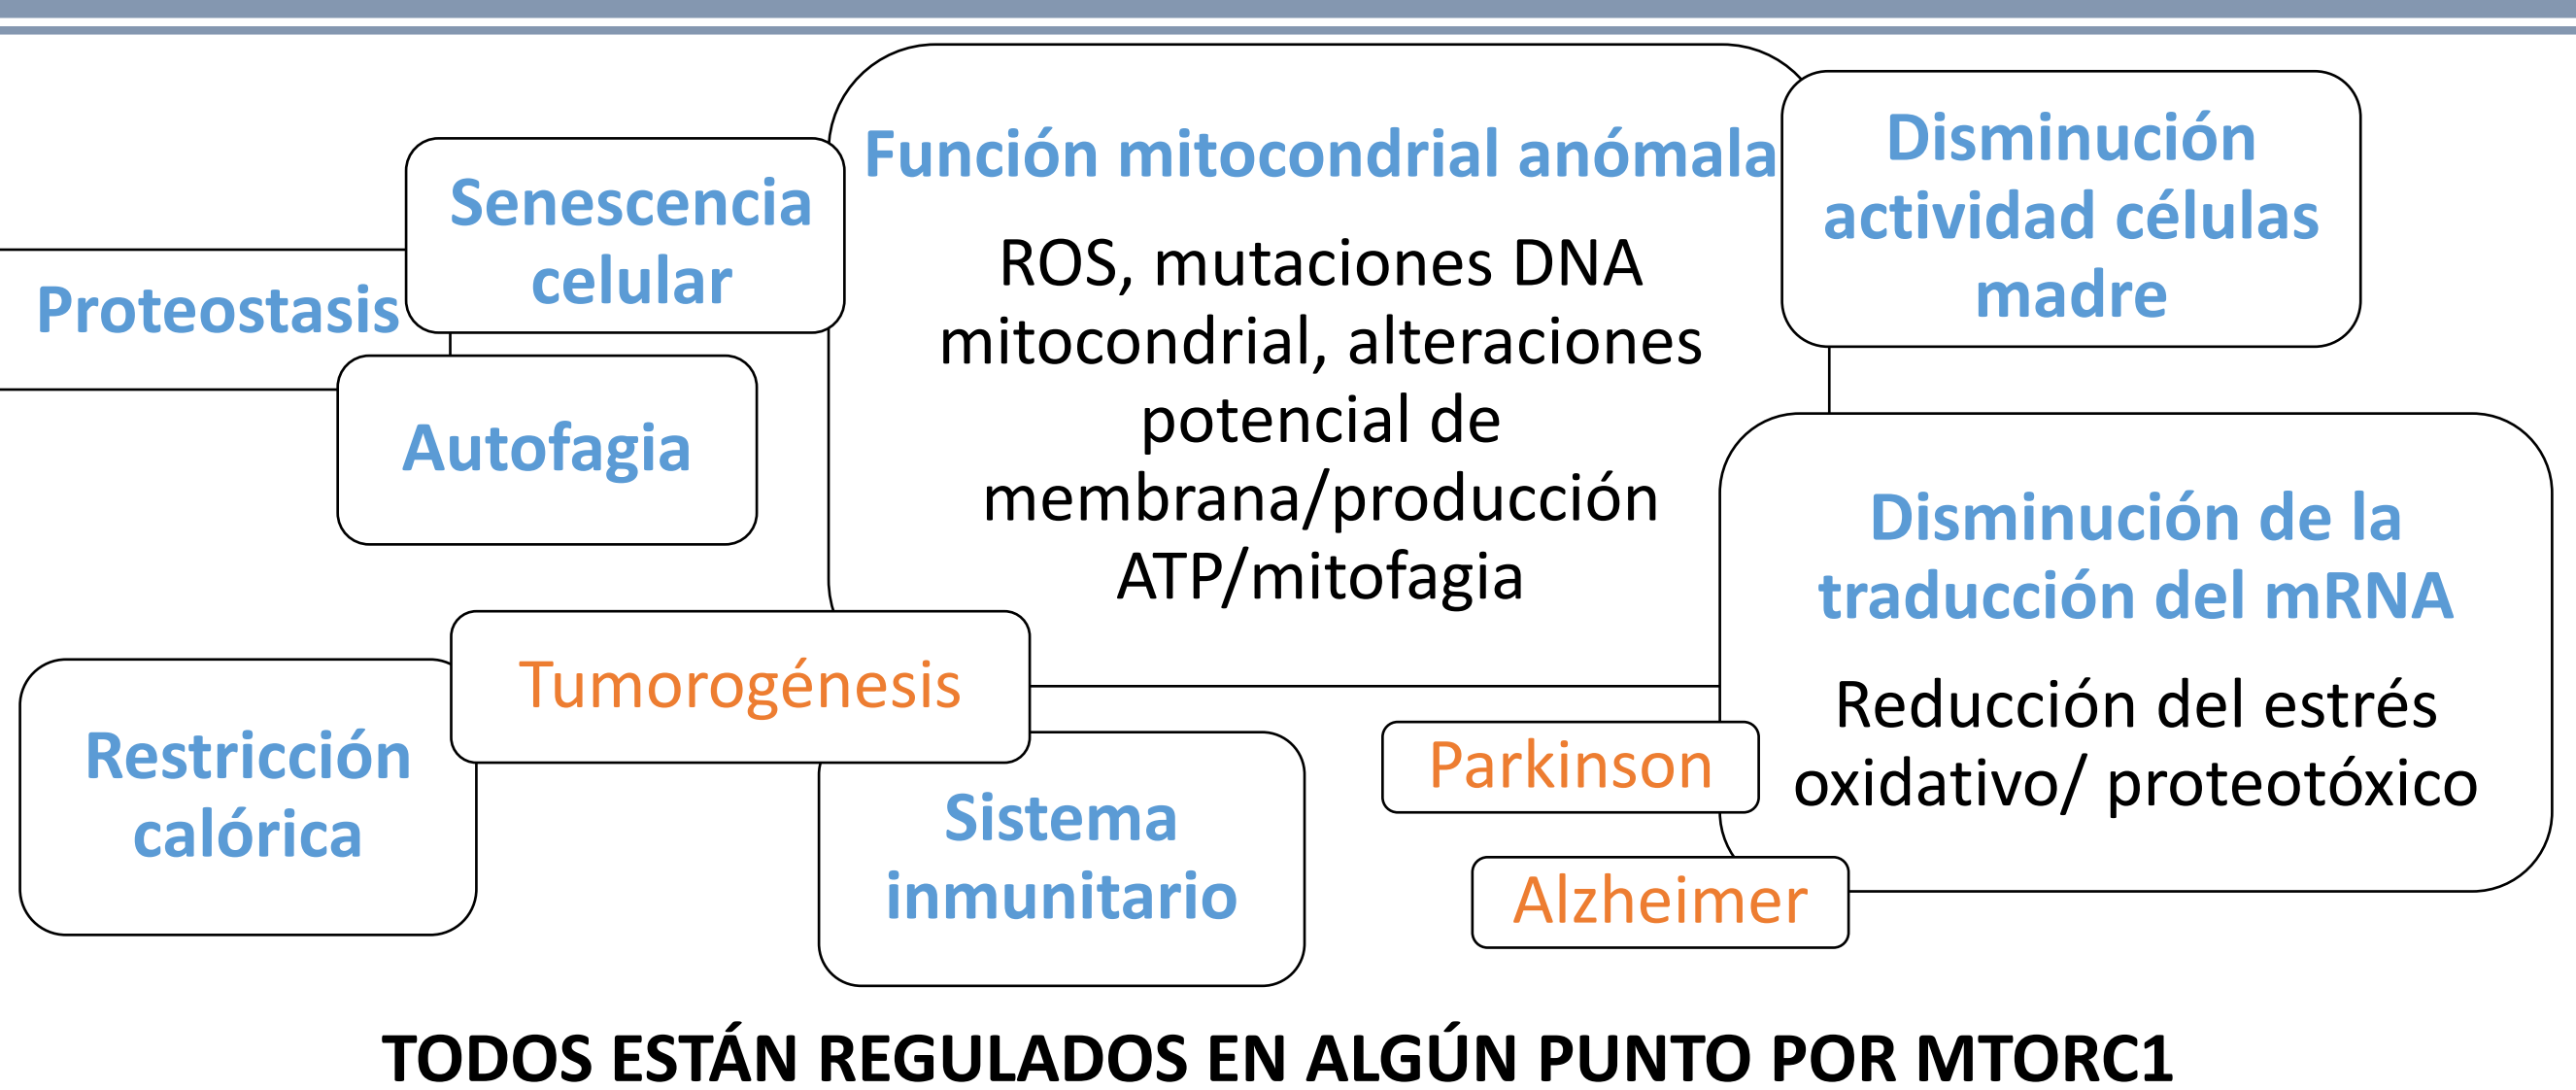 Proteostasis
Senescencia
celular
Autofagia
Función mitocondrial anómala
ROS, mutaciones DNA
mitocondrial, alteraciones
potencial de
membrana/producción
ATP/mitofagia
Disminución
actividad células
madre
Disminución de la
traducción del mRNA
Reducción del estrés
oxidativo/ proteotóxico
Tumorogénesis
Restricción
calórica
Sistema
inmunitario
Parkinson
Alzheimer
TODOS ESTÁN REGULADOS EN ALGÚN PUNTO POR MTORC1